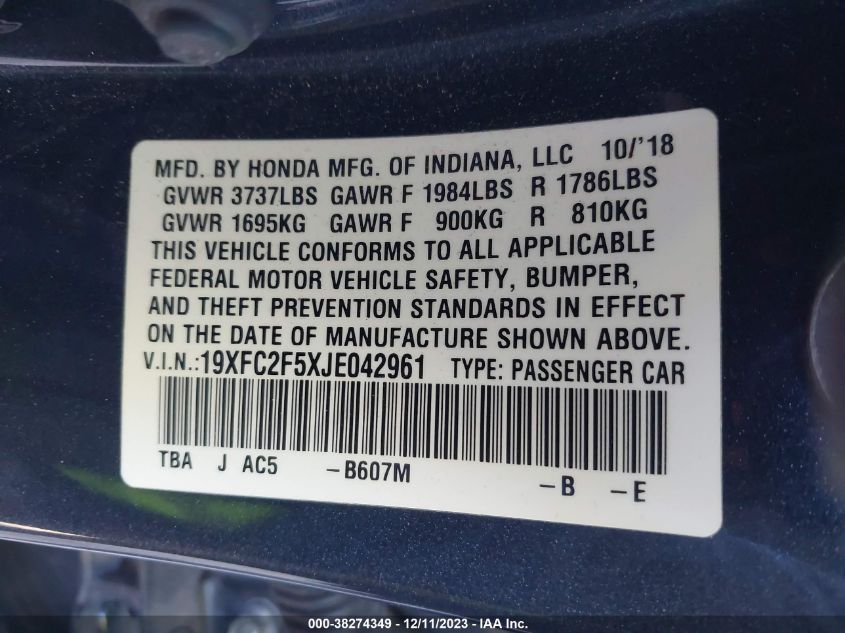 MFD. BY HONDA MFG. OF INDIANA, LLC 10/'18
GVWR 3737LBS GAWR F 1984LBS R 1786LBS
GVWR 1695KG GAWR F 900KG R 810KG
THIS VEHICLE CONFORMS TO ALL APPLICABLE
FEDERAL MOTOR VEHICLE SAFETY, BUMPER,
AND THEFT PREVENTION STANDARDS IN EFFECT
ON THE DATE OF MANUFACTURE SHOWN ABOVE.
V.I.N.:19XFC2F5XJE042961 TYPE: PASSENGER CAR
TBA J AC5 -B607M -B -E
000-38274349 - 12/11/2023 - IAAI Inc.